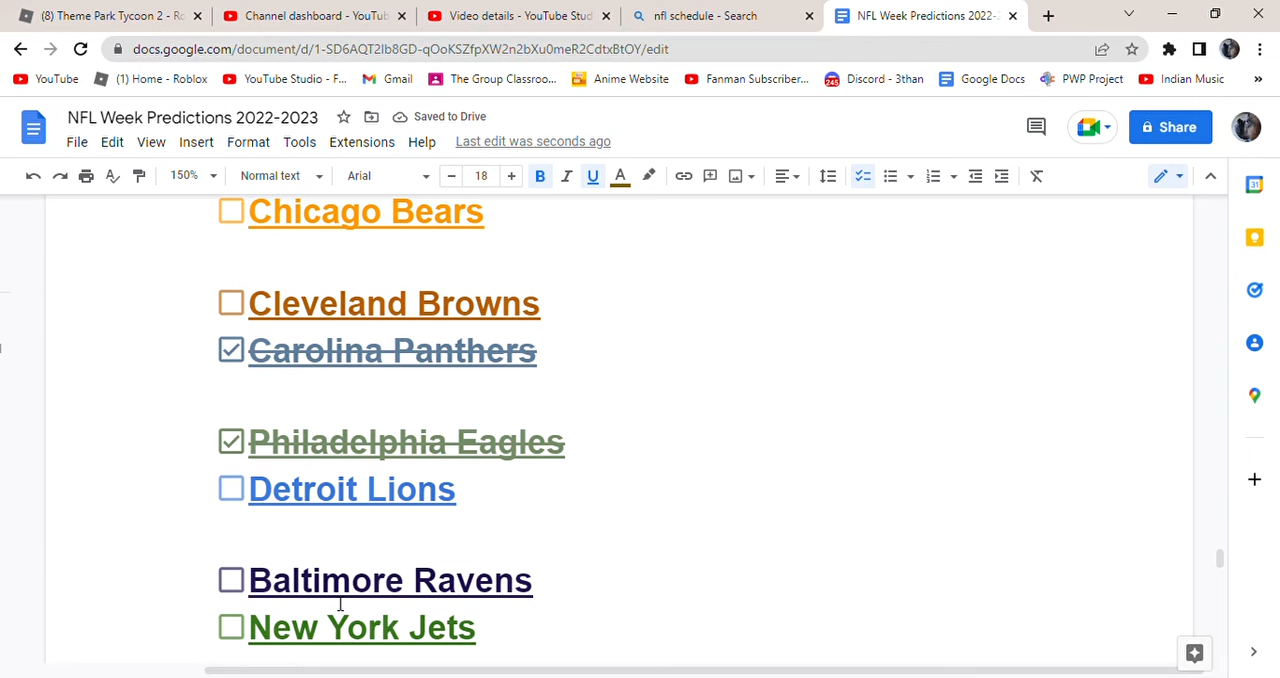 (8) Theme Park Tycoon 2 - Ro
Channel dashboard - YouTub
Video details - YouTube Stud
nfl schedule - Search
NFL Week Predictions 2022-
docs.google.com/document/d/1-SD6AQT2Ib8GD-qOoKSZfpXW2n2bXu0meR2CdtxBtOY/edit
YouTube
(1) Home - Roblox
YouTube Studio - F...
Gmail
The Group Classroo...
Anime Website
Fanman Subscriber...
245
Discord - 3than
Google Docs
PWP Project
Indian Music
»
NFL Week Predictions 2022-2023
Saved to Drive
File Edit View Insert Format Tools Extensions Help Last edit was seconds ago
Share
150% Normal text Arial − 18 + B I U A
31
Chicago Bears
Cleveland Browns
Carolina Panthers
Philadelphia Eagles
Detroit Lions
Baltimore Ravens
New York Jets